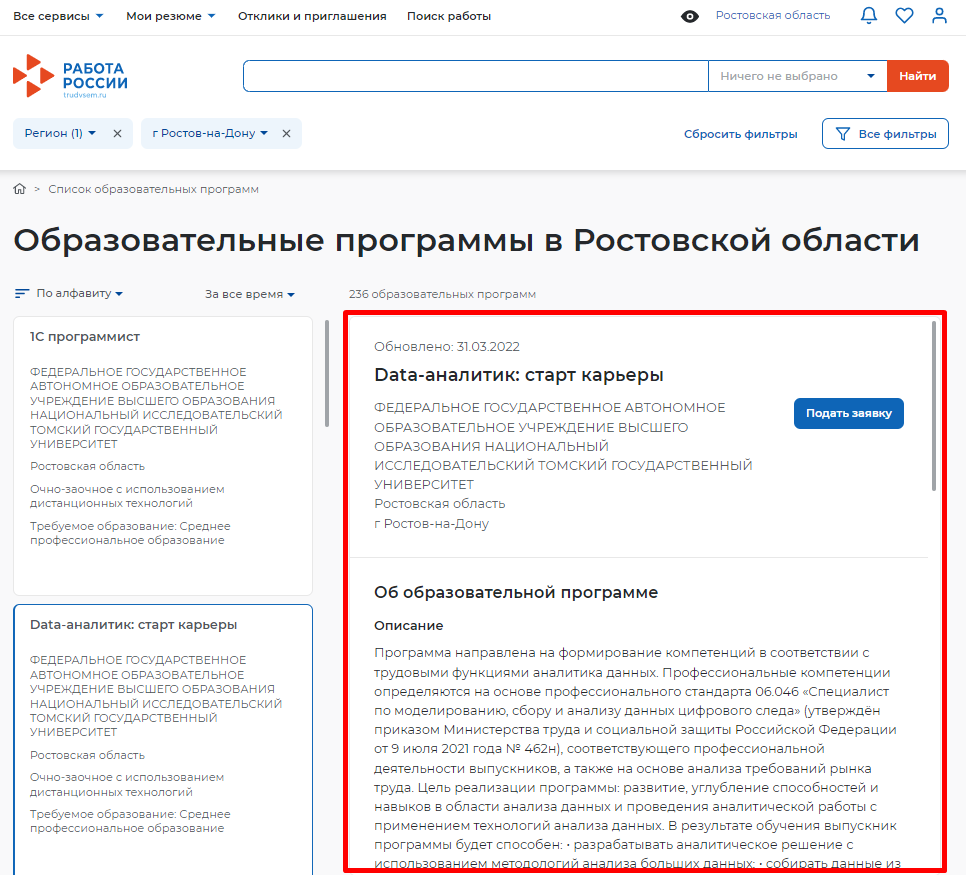 Все сервисы Мои резюме Отклики и приглашения Поиск работы Ростовская область
РАБОТА
РОССИИ
trudvsem.ru
Ничего не выбрано Найти
Регион (1) г Ростов-на-Дону Сбросить фильтры Все фильтры
> Список образовательных программ
Образовательные программы в Ростовской области
По алфавиту За все время 236 образовательных программ
1С программист
ФЕДЕРАЛЬНОЕ ГОСУДАРСТВЕННОЕ
АВТОНОМНОЕ ОБРАЗОВАТЕЛЬНОЕ
УЧРЕЖДЕНИЕ ВЫСШЕГО ОБРАЗОВАНИЯ
НАЦИОНАЛЬНЫЙ ИССЛЕДОВАТЕЛЬСКИЙ
ТОМСКИЙ ГОСУДАРСТВЕННЫЙ
УНИВЕРСИТЕТ
Ростовская область
Очно-заочное с использованием
дистанционных технологий
Требуемое образование: Среднее
профессиональное образование
Data-аналитик: старт карьеры
ФЕДЕРАЛЬНОЕ ГОСУДАРСТВЕННОЕ
АВТОНОМНОЕ ОБРАЗОВАТЕЛЬНОЕ
УЧРЕЖДЕНИЕ ВЫСШЕГО ОБРАЗОВАНИЯ
НАЦИОНАЛЬНЫЙ ИССЛЕДОВАТЕЛЬСКИЙ
ТОМСКИЙ ГОСУДАРСТВЕННЫЙ
УНИВЕРСИТЕТ
Ростовская область
Очно-заочное с использованием
дистанционных технологий
Требуемое образование: Среднее
профессиональное образование
Обновлено: 31.03.2022
Data-аналитик: старт карьеры
ФЕДЕРАЛЬНОЕ ГОСУДАРСТВЕННОЕ АВТОНОМНОЕ
ОБРАЗОВАТЕЛЬНОЕ УЧРЕЖДЕНИЕ ВЫСШЕГО
ОБРАЗОВАНИЯ НАЦИОНАЛЬНЫЙ
ИССЛЕДОВАТЕЛЬСКИЙ ТОМСКИЙ ГОСУДАРСТВЕННЫЙ
УНИВЕРСИТЕТ
Ростовская область
г Ростов-на-Дону
Подать заявку
Об образовательной программе
Описание
Программа направлена на формирование компетенций в соответствии с
трудовыми функциями аналитика данных. Профессиональные компетенции
определяются на основе профессионального стандарта 06.046 «Специалист
по моделированию, сбору и анализу данных цифрового следа» (утверждён
приказом Министерства труда и социальной защиты Российской Федерации
от 9 июля 2021 года № 462н), соответствующего профессиональной
деятельности выпускников, а также на основе анализа требований рынка
труда. Цель реализации программы: развитие, углубление способностей и
навыков в области анализа данных и проведения аналитической работы с
применением технологий анализа данных. В результате обучения выпускник
программы будет способен: • разрабатывать аналитическое решение с
использованием методологий анализа больших данных; • собирать данные из